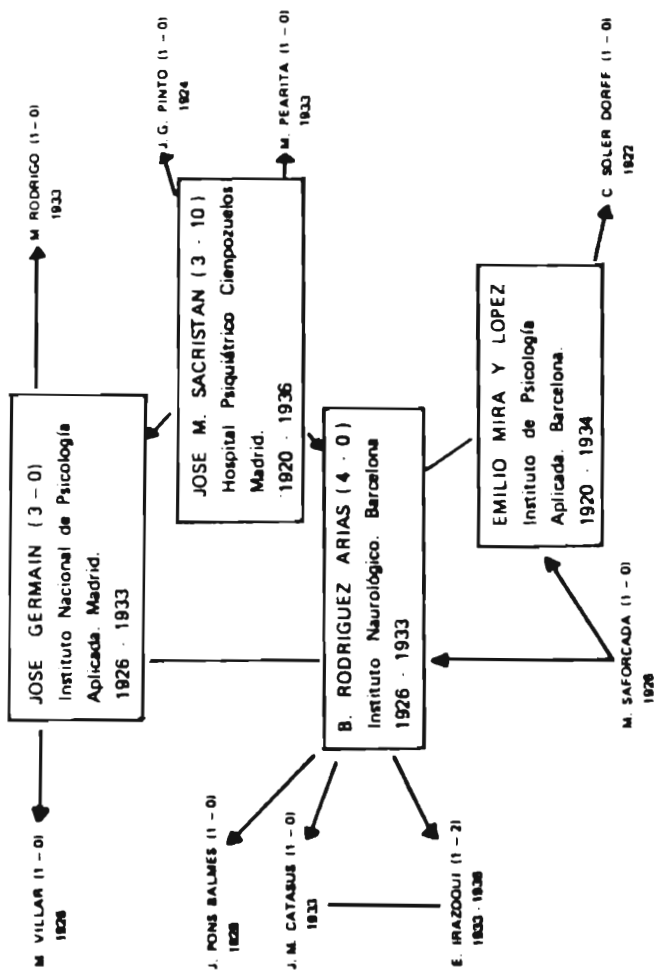 M VILLAR (1 - 0)
1926
JOSE GERMAIN (3 - 0)
Instituto Nacional de Psicología
Aplicada. Madrid.
1926 - 1933
M RODRIGO (1 - 0)
1933
JOSE M. SACRISTAN (3 - 10)
Hospital Psiquiátrico Cienpozuelos
Madrid.
1920 - 1936
J. G. PINTO (1 - 0)
1924
M. PEARITA (1 - 0)
1933
J. PONS BALMES (1 - 0)
J. M. CATASUS (1 - 0)
1933
E. IRAZOQUI (1 - 2)
1933 - 1936
B. RODRIGUEZ ARIAS (4 - 0)
Instituto Naurológico. Barcelona
1926 - 1933
EMILIO MIRA Y LOPEZ
Instituto de Psicología
Aplicada. Barcelona.
1920 - 1934
C SOLER DORFF (1 - 0)
1922
M. SAFORCADA (1 - 0)